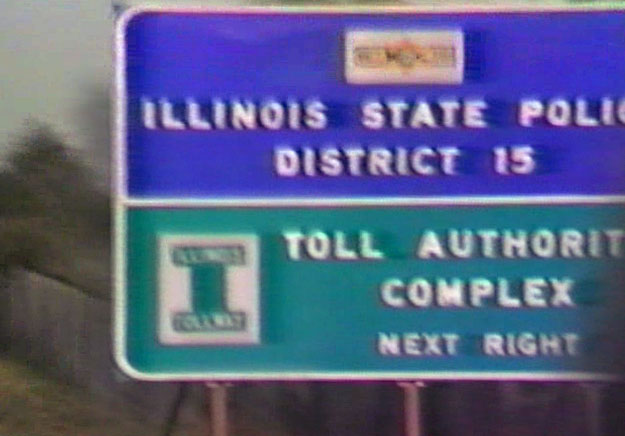 ILLINOIS STATE POLIC
DISTRICT 15
TOLL AUTHORIT
COMPLEX
NEXT RIGHT
ILLINOIS
TOLLWAY